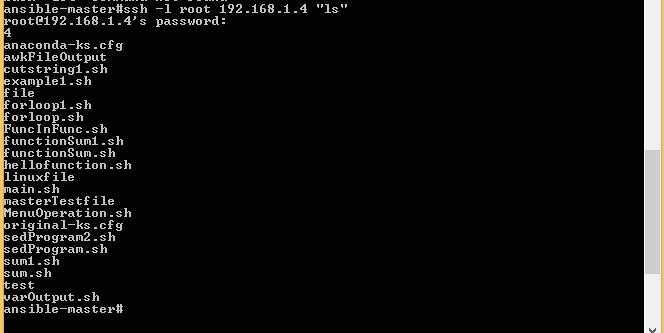 ansible-master#ssh -l root 192.168.1.4 "ls"
root@192.168.1.4's password:
4
anaconda-ks.cfg
awkFileOutput
cutstring1.sh
example1.sh
file
forloop1.sh
forloop.sh
FuncInFunc.sh
functionSum1.sh
functionSum.sh
hellofunction.sh
linuxfile
main.sh
masterTestfile
MenuOperation.sh
original-ks.cfg
sedProgram2.sh
sedProgram.sh
sum1.sh
sum.sh
test
varOutput.sh
ansible-master#